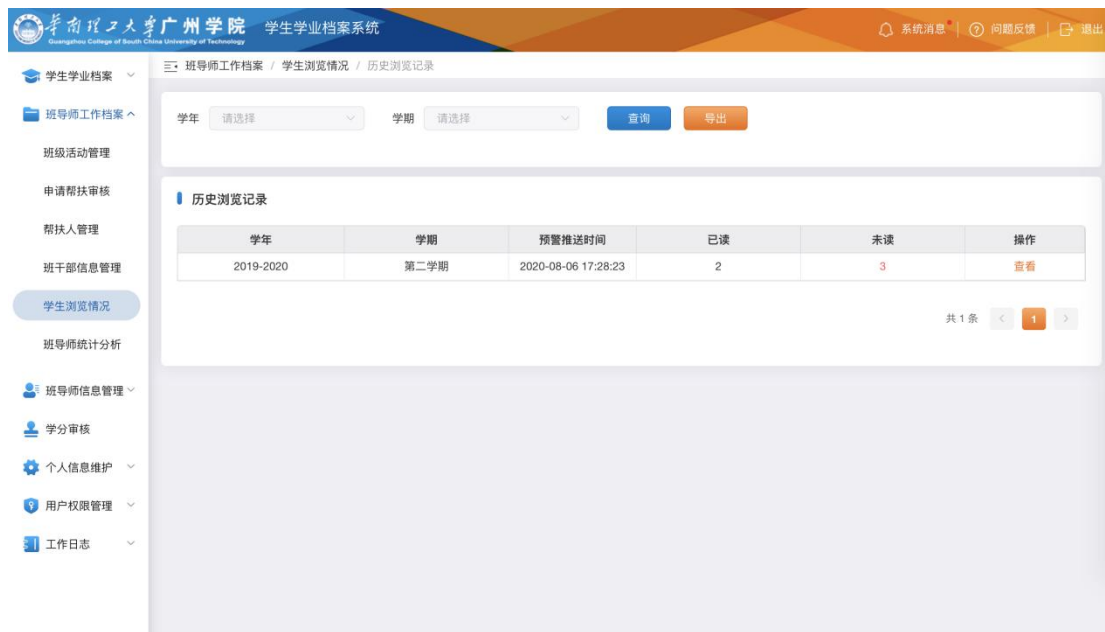 华南理工大学广州学院 学生学业档案系统 系统消息 问题反馈 退出
Guangzhou College of South China University of Technology
学生学业档案
班导师工作档案
班级活动管理
申请帮扶审核
帮扶人管理
班干部信息管理
学生浏览情况
班导师统计分析
班导师信息管理
学分审核
个人信息维护
用户权限管理
工作日志
班导师工作档案 / 学生浏览情况 / 历史浏览记录
学年 请选择 学期 请选择 查询 导出
历史浏览记录
学年 学期 预警推送时间 已读 未读 操作
2019-2020 第二学期 2020-08-06 17:28:23 2 3 查看
共 1 条 < 1 >